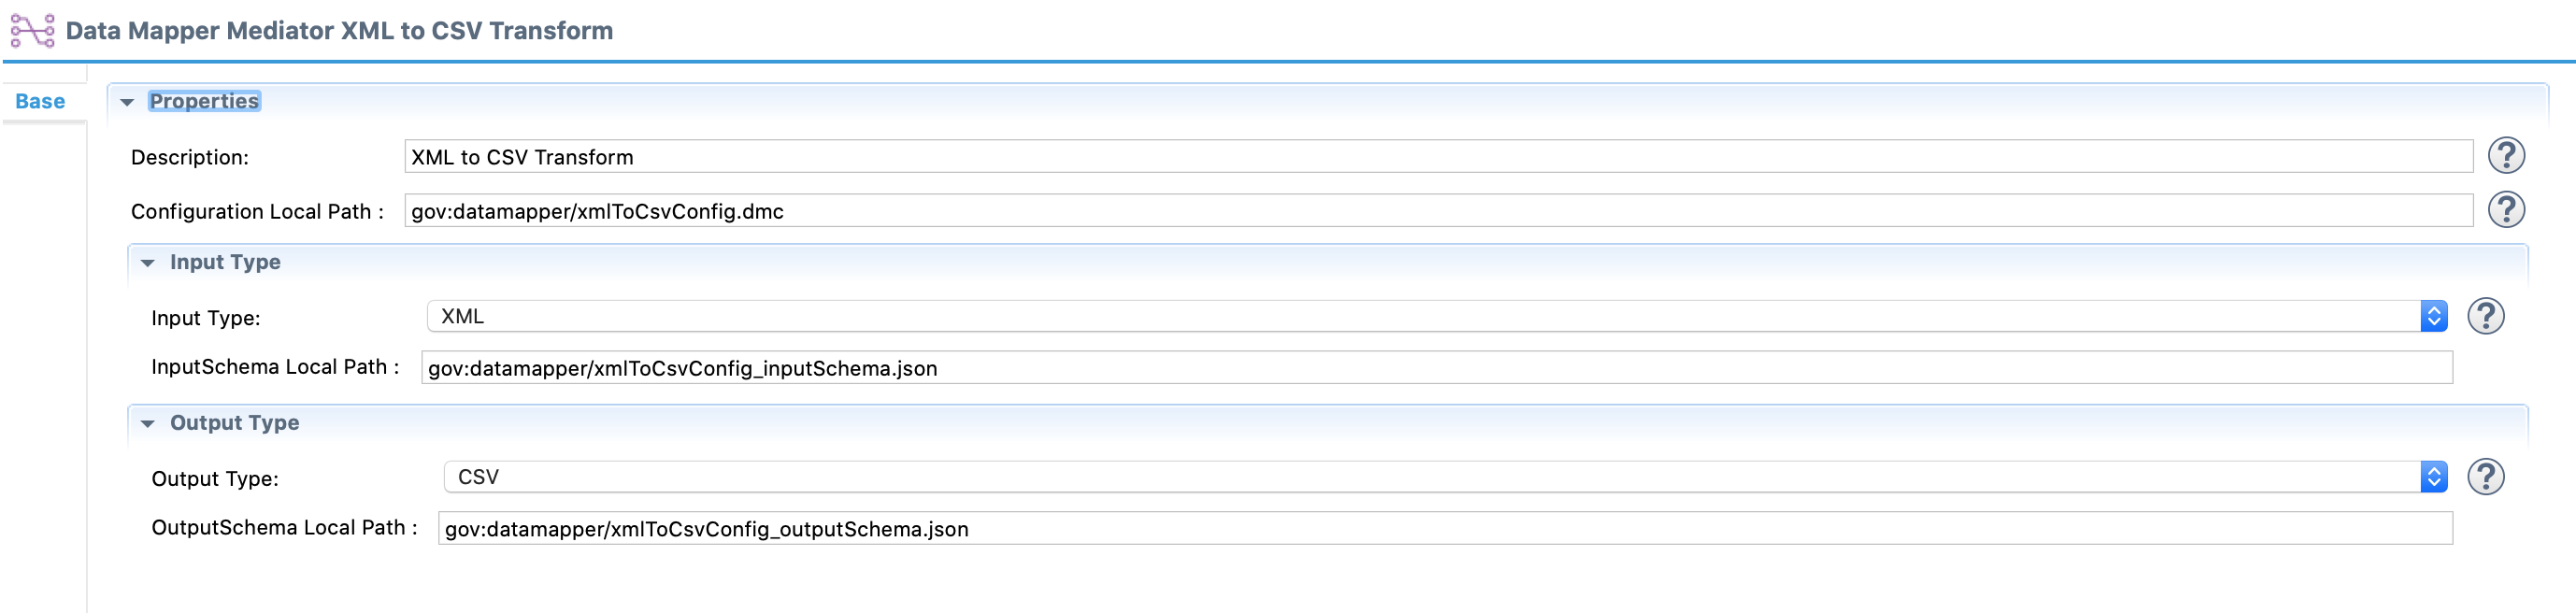 Data Mapper Mediator XML to CSV Transform
Base
Properties
Description: XML to CSV Transform ?
Configuration Local Path : gov:datamapper/xmlToCsvConfig.dmc ?
Input Type
Input Type: XML ?
InputSchema Local Path : gov:datamapper/xmlToCsvConfig_inputSchema.json
Output Type
Output Type: CSV ?
OutputSchema Local Path : gov:datamapper/xmlToCsvConfig_outputSchema.json